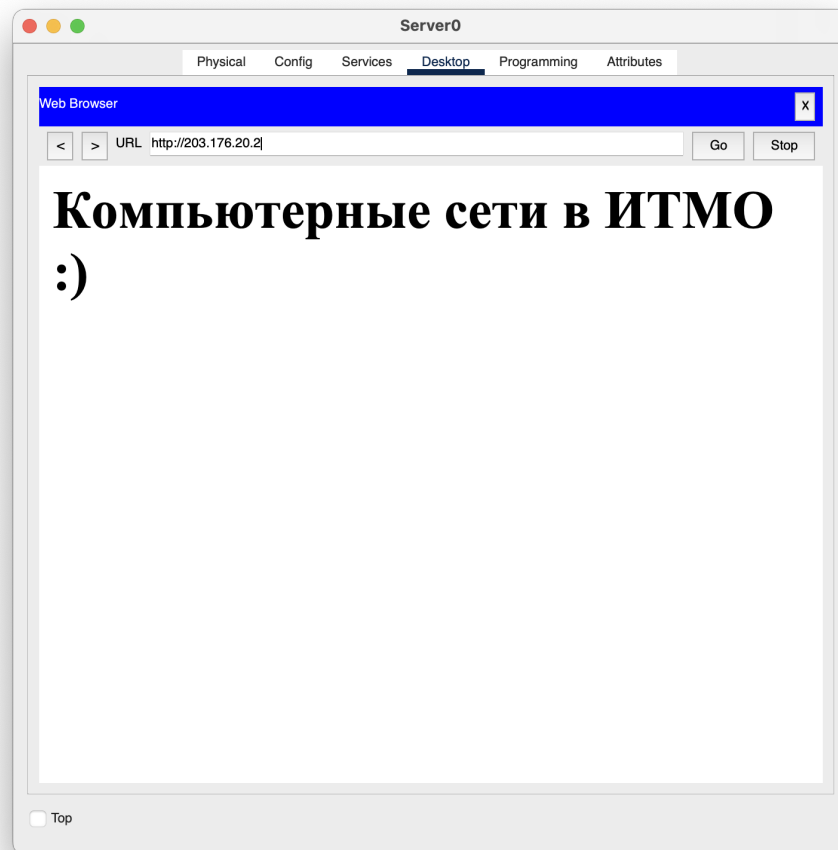 Server0
Physical Config Services Desktop Programming Attributes
Web Browser X
< > URL http://203.176.20.2 Go Stop
Компьютерные сети в ИТМО
:)
Top